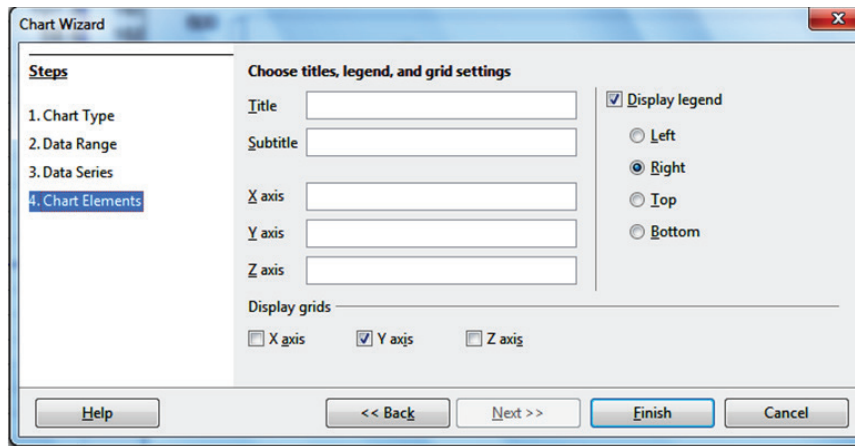 Chart Wizard
Steps
1. Chart Type
2. Data Range
3. Data Series
4. Chart Elements
Choose titles, legend, and grid settings
Title
Subtitle
X axis
Y axis
Z axis
Display legend
Left
Right
Top
Bottom
Display grids
X axis Y axis Z axis
Help << Back Next >> Finish Cancel